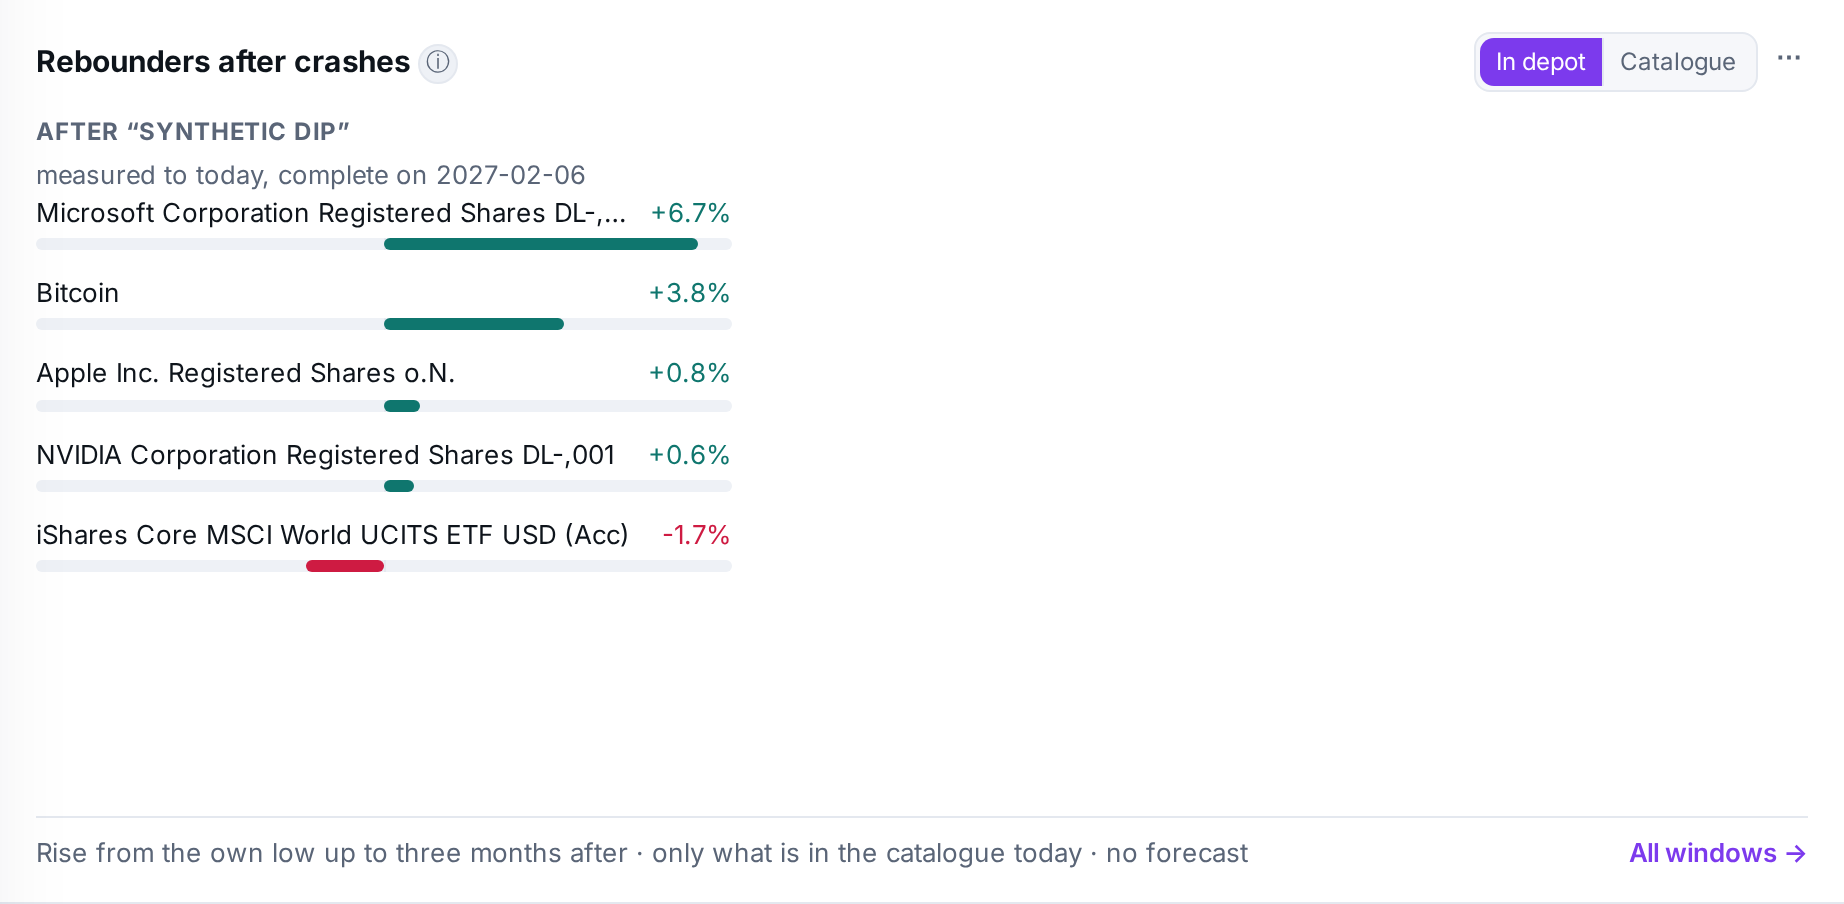 Rebounders after crashes ⓘ
In depot
Catalogue
···
AFTER “SYNTHETIC DIP”
measured to today, complete on 2027-02-06
Microsoft Corporation Registered Shares DL-,... +6.7%
Bitcoin +3.8%
Apple Inc. Registered Shares o.N. +0.8%
NVIDIA Corporation Registered Shares DL-,001 +0.6%
iShares Core MSCI World UCITS ETF USD (Acc) -1.7%
Rise from the own low up to three months after · only what is in the catalogue today · no forecast
All windows →